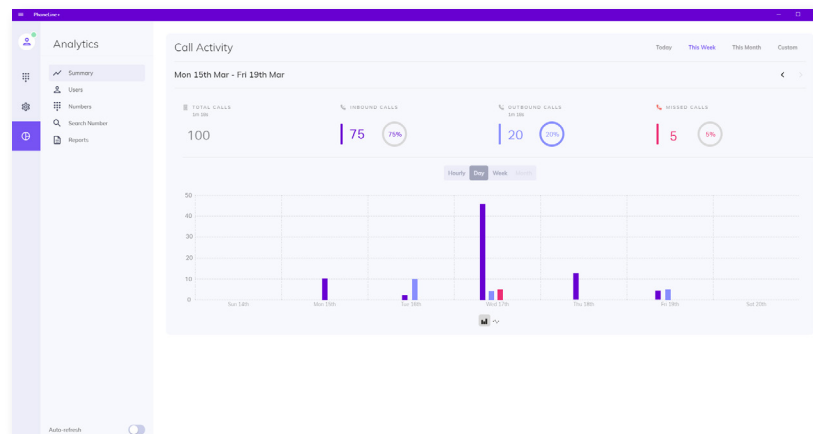 PhoneLine+
Analytics
Summary
Users
Numbers
Search Number
Reports
Auto-refresh
Call Activity
Today This Week This Month Custom
Mon 15th Mar - Fri 19th Mar
TOTAL CALLS
100
INBOUND CALLS
75 75%
OUTBOUND CALLS
20 20%
MISSED CALLS
5 5%
Hourly Day Week Month
50
40
30
20
10
0
Sun 14th Mon 15th Tue 16th Wed 17th Thu 18th Fri 19th Sat 20th